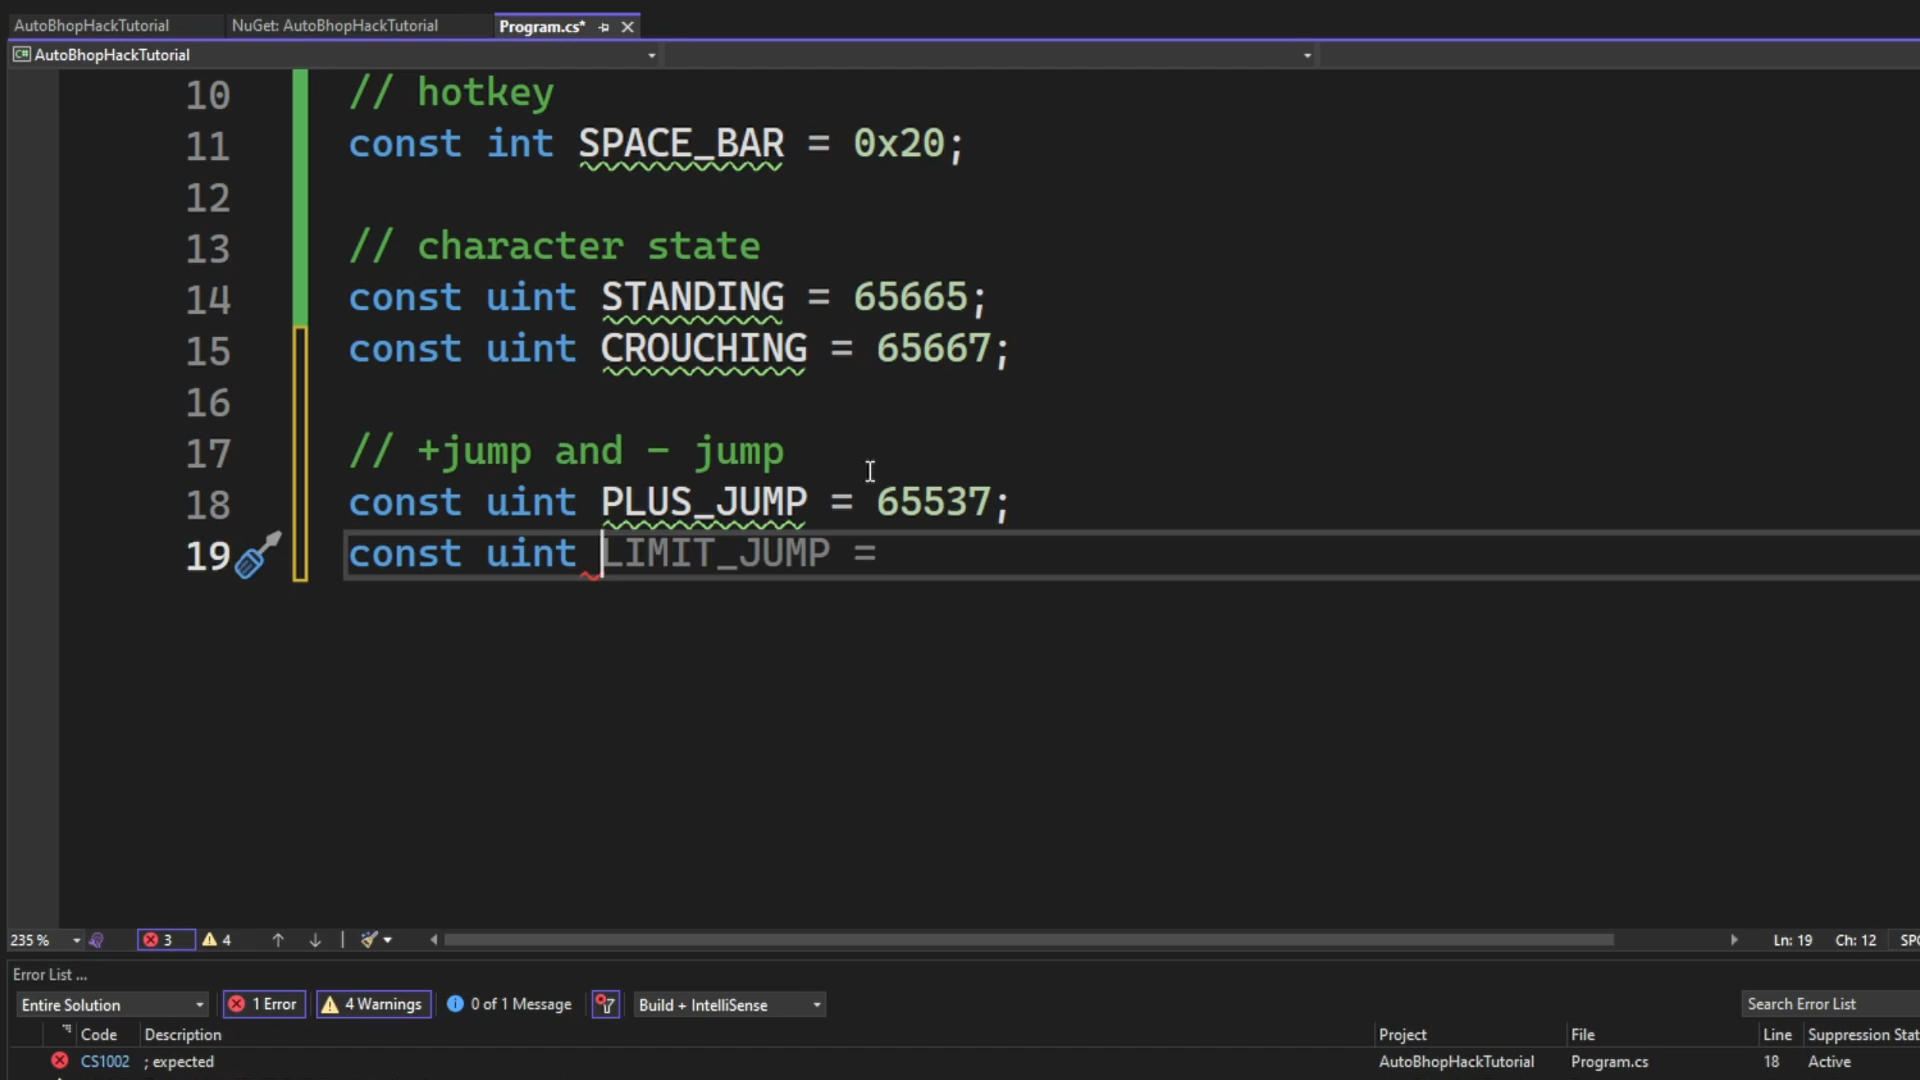 AutoBhopHackTutorial NuGet: AutoBhopHackTutorial Program.cs*
C# AutoBhopHackTutorial
10 // hotkey
11 const int SPACE_BAR = 0x20;
12
13 // character state
14 const uint STANDING = 65665;
15 const uint CROUCHING = 65667;
16
17 // +jump and - jump
18 const uint PLUS_JUMP = 65537;
19 const uint LIMIT_JUMP =
235 % 3 4 Ln: 19 Ch: 12 SPC
Error List ...
Entire Solution 1 Error 4 Warnings 0 of 1 Message Build + IntelliSense Search Error List
Code Description Project File Line Suppression Stat
CS1002 ; expected AutoBhopHackTutorial Program.cs 18 Active